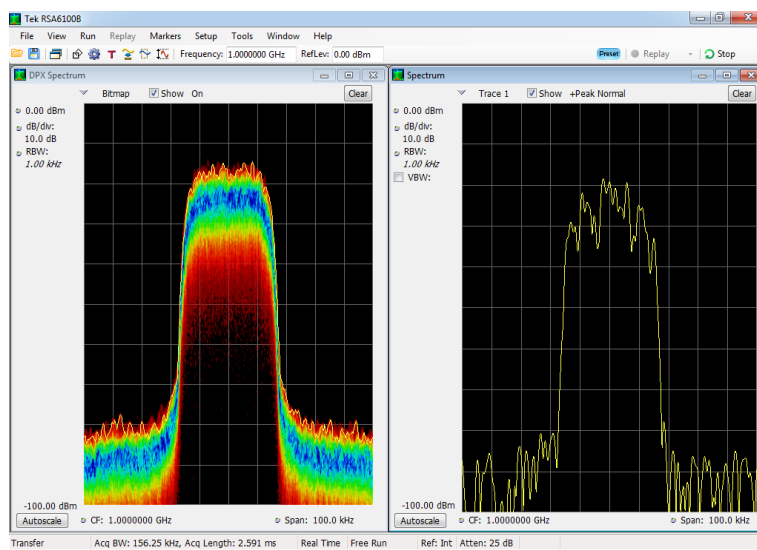 Tek RSA6100B
File View Run Replay Markers Setup Tools Window Help
T Frequency: 1.0000000 GHz RefLev: 0.00 dBm Preset Replay Stop
DPX Spectrum
Bitmap Show On Clear
0.00 dBm
dB/div:
10.0 dB
RBW:
1.00 kHz
-100.00 dBm
Autoscale CF: 1.0000000 GHz Span: 100.0 kHz
Spectrum
Trace 1 Show +Peak Normal Clear
0.00 dBm
dB/div:
10.0 dB
RBW:
1.00 kHz
VBW:
-100.00 dBm
Autoscale CF: 1.0000000 GHz Span: 100.0 kHz
Transfer Acq BW: 156.25 kHz, Acq Length: 2.591 ms Real Time Free Run Ref: Int Atten: 25 dB